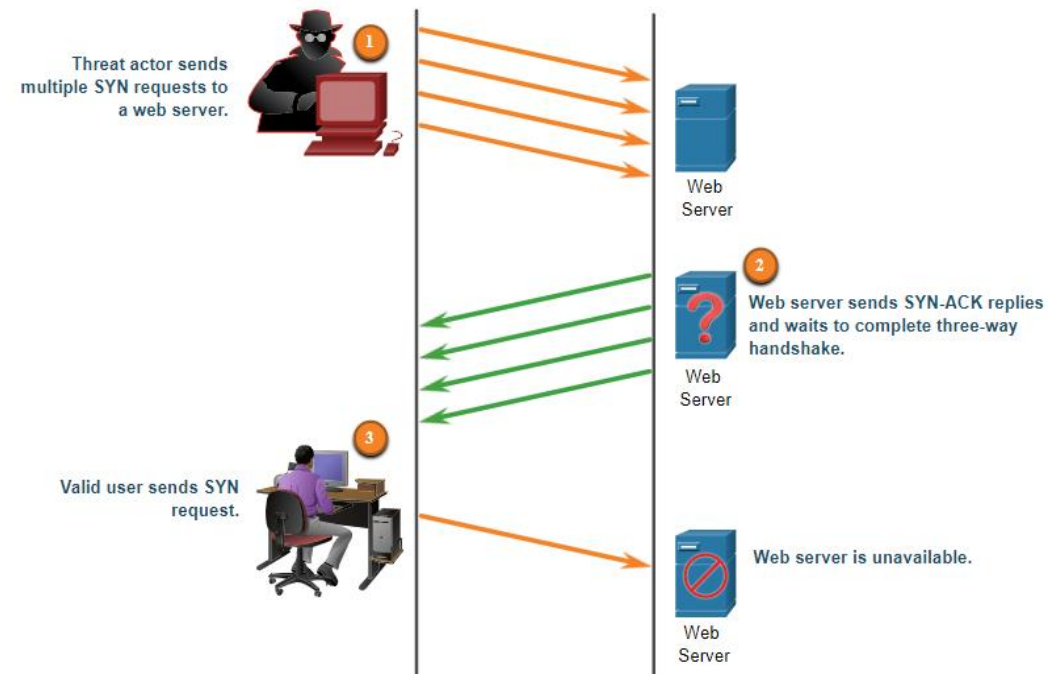 1
Threat actor sends
multiple SYN requests to
a web server.
Web
Server
2
Web server sends SYN-ACK replies
and waits to complete three-way
handshake.
?
Web
Server
3
Valid user sends SYN
request.
Web server is unavailable.
Web
Server